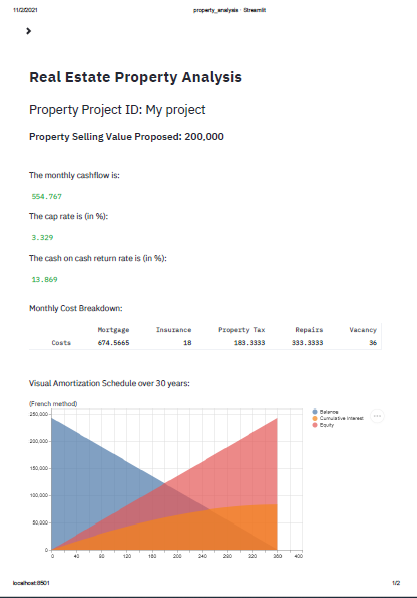 11/2/2021 property_analysis · Streamlit
Real Estate Property Analysis
Property Project ID: My project
Property Selling Value Proposed: 200,000
The monthly cashflow is:
554.767
The cap rate is (in %):
3.329
The cash on cash return rate is (in %):
13.869
Monthly Cost Breakdown:
Mortgage Insurance Property Tax Repairs Vacancy
Costs 674.5665 18 183.3333 333.3333 36
Visual Amortization Schedule over 30 years:
(French method)
250,000
200,000
150,000
100,000
50,000
0
0 40 80 120 160 200 240 280 320 360 400
Balance
Cumulative Interest
Equity
localhost:8501 1/2